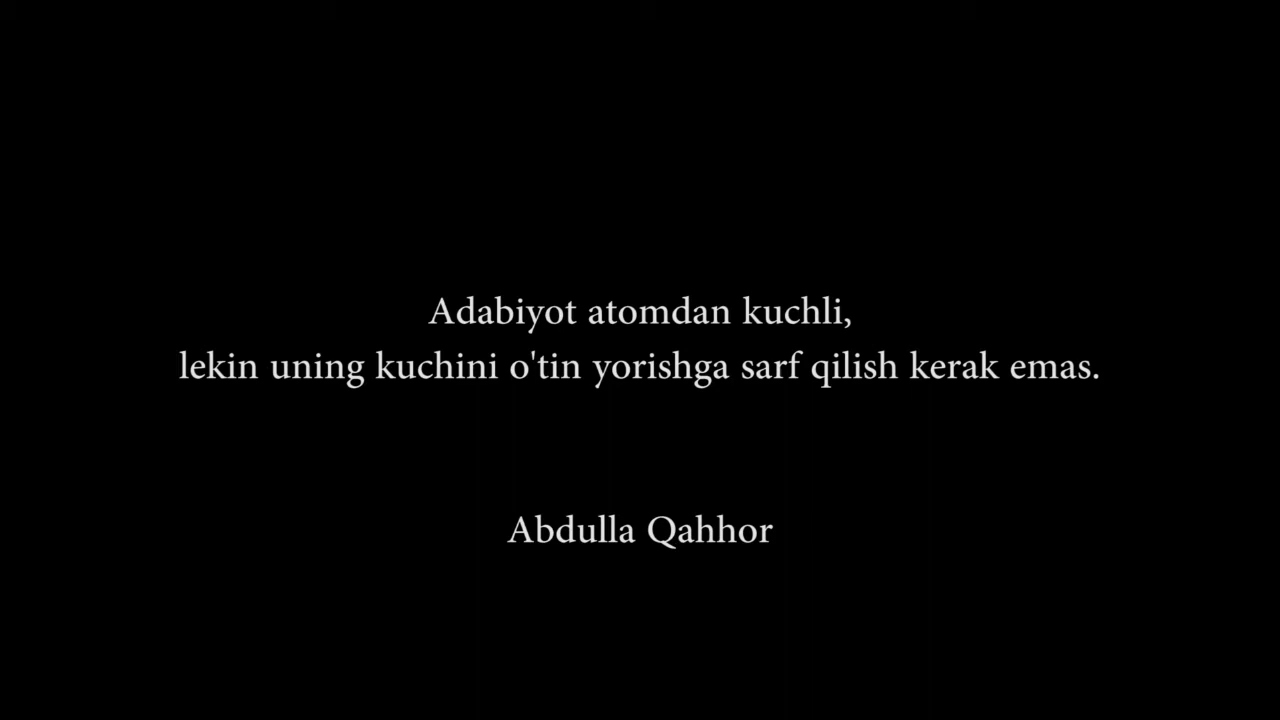 Adabiyot atomdan kuchli,
lekin uning kuchini o'tin yorishga sarf qilish kerak emas.
Abdulla Qahhor